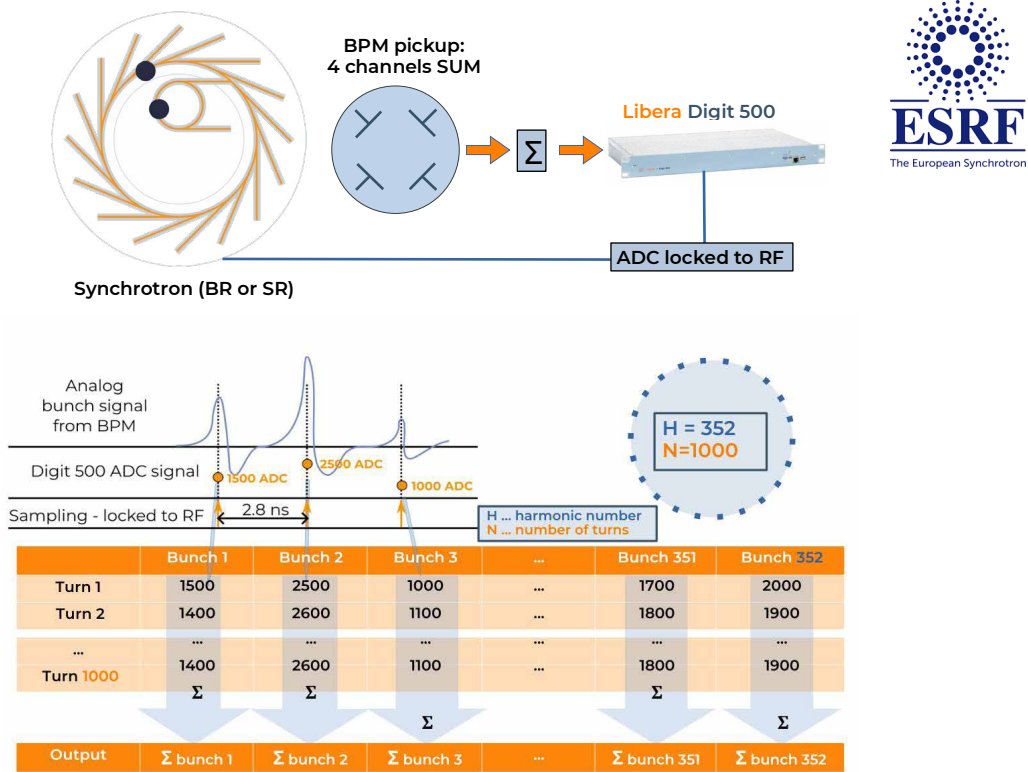 BPM pickup:
4 channels SUM
Σ
Libera Digit 500
ESRF
The European Synchrotron
ADC locked to RF
Synchrotron (BR or SR)
Analog
bunch signal
from BPM
Digit 500 ADC signal
1500 ADC
2500 ADC
1000 ADC
Sampling - locked to RF
2.8 ns
H = 352
N=1000
H ... harmonic number
N ... number of turns
Bunch 1 Bunch 2 Bunch 3 ... Bunch 351 Bunch 352
Turn 1 1500 2500 1000 ... 1700 2000
Turn 2 1400 2600 1100 ... 1800 1900
... ... ... ... ... ...
Turn 1000 1400 2600 1100 ... 1800 1900
Σ Σ Σ Σ Σ
Output Σ bunch 1 Σ bunch 2 Σ bunch 3 ... Σ bunch 351 Σ bunch 352